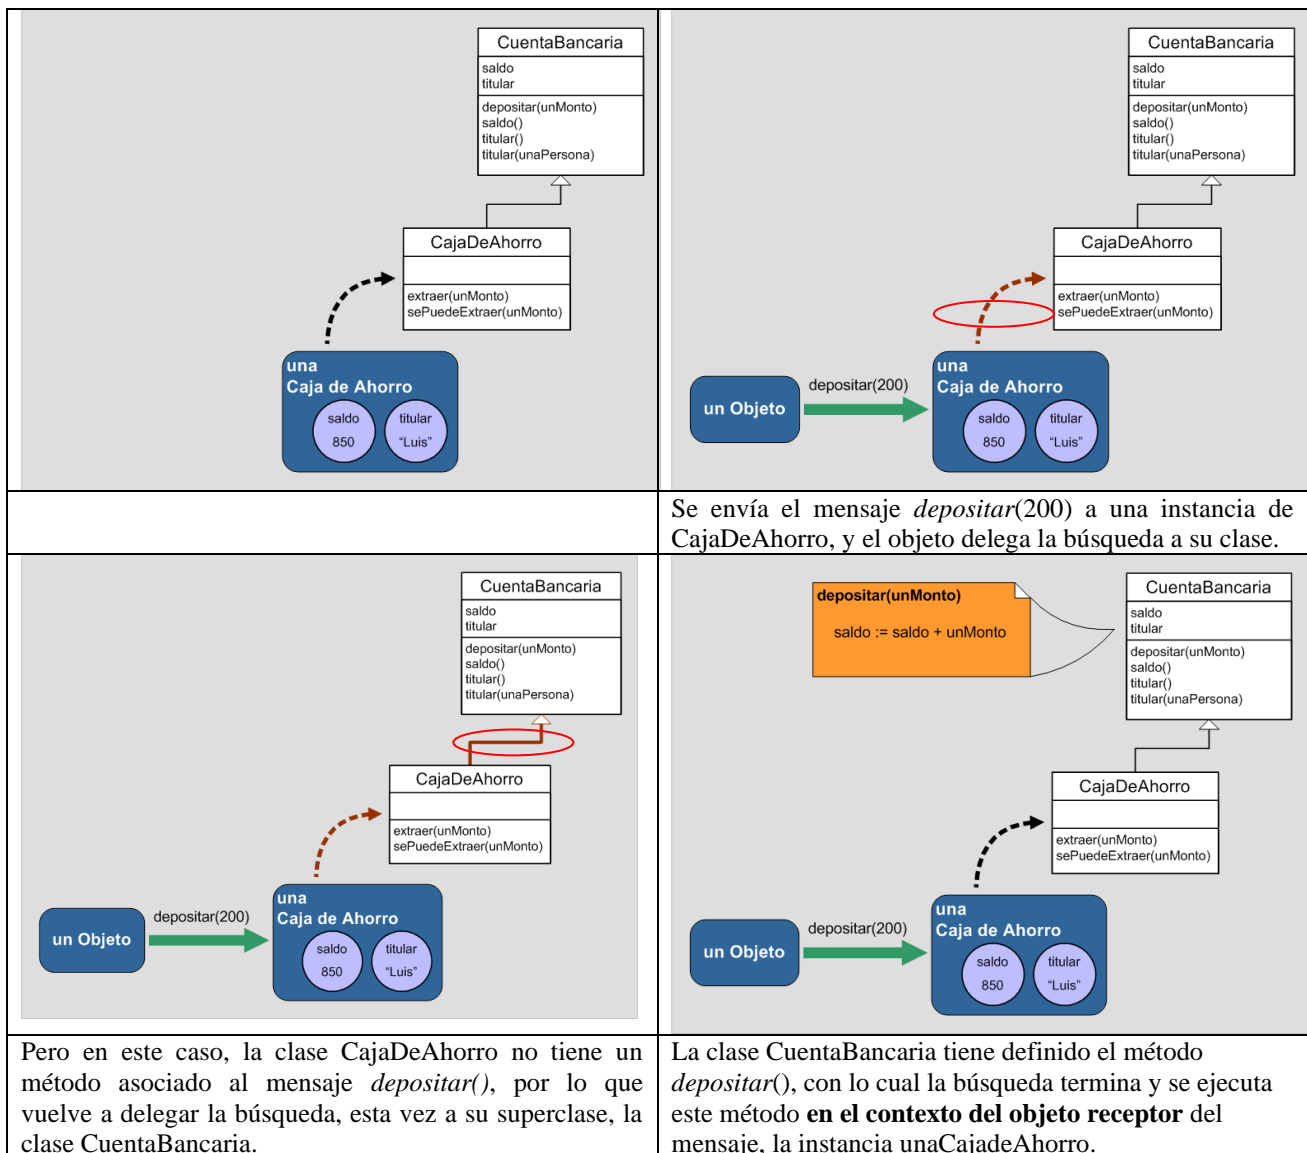 CuentaBancaria
saldo
titular
depositar(unMonto)
saldo()
titular()
titular(unaPersona)
CajaDeAhorro
extraer(unMonto)
sePuedeExtraer(unMonto)
una
Caja de Ahorro
saldo
850
titular
“Luis”
CuentaBancaria
saldo
titular
depositar(unMonto)
saldo()
titular()
titular(unaPersona)
CajaDeAhorro
extraer(unMonto)
sePuedeExtraer(unMonto)
un Objeto
depositar(200)
una
Caja de Ahorro
saldo
850
titular
“Luis”
Se envía el mensaje depositar(200) a una instancia de
CajaDeAhorro, y el objeto delega la búsqueda a su clase.
CuentaBancaria
saldo
titular
depositar(unMonto)
saldo()
titular()
titular(unaPersona)
CajaDeAhorro
extraer(unMonto)
sePuedeExtraer(unMonto)
un Objeto
depositar(200)
una
Caja de Ahorro
saldo
850
titular
“Luis”
depositar(unMonto)
saldo := saldo + unMonto
CuentaBancaria
saldo
titular
depositar(unMonto)
saldo()
titular()
titular(unaPersona)
CajaDeAhorro
extraer(unMonto)
sePuedeExtraer(unMonto)
un Objeto
depositar(200)
una
Caja de Ahorro
saldo
850
titular
“Luis”
Pero en este caso, la clase CajaDeAhorro no tiene un
método asociado al mensaje depositar(), por lo que
vuelve a delegar la búsqueda, esta vez a su superclase, la
clase CuentaBancaria.
La clase CuentaBancaria tiene definido el método
depositar(), con lo cual la búsqueda termina y se ejecuta
este método en el contexto del objeto receptor del
mensaje, la instancia unaCajadeAhorro.